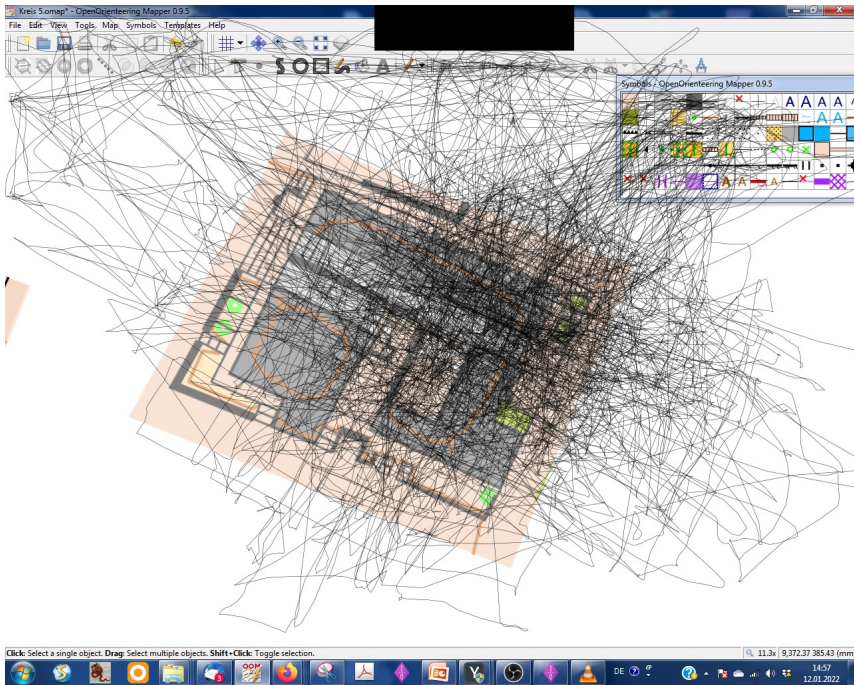 Kreis 5.omap* - OpenOrienteering Mapper 0.9.5
File Edit View Tools Map Symbols Templates Help
Symbols - OpenOrienteering Mapper 0.9.5
A A A A
A A
A A A
Click: Select a single object. Drag: Select multiple objects. Shift+Click: Toggle selection.
11.3x 9,372.37 385.43 (mm
DE
14:57
12.01.2022